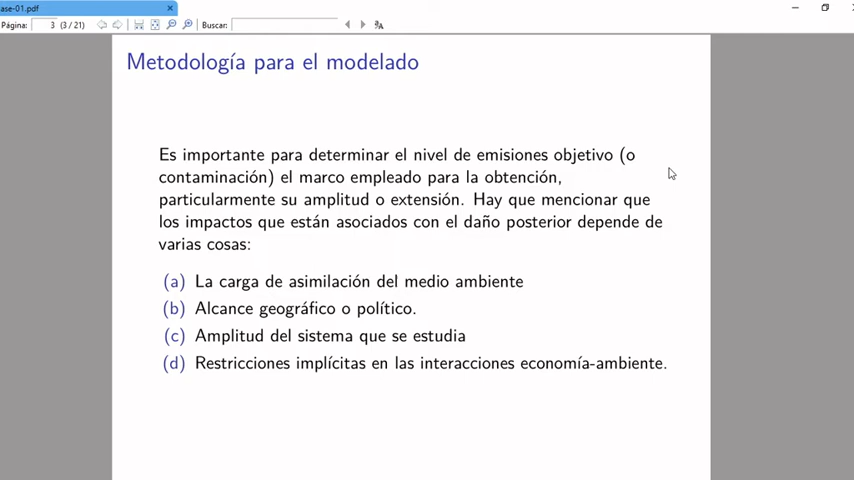 ase-01.pdf
Página: 3 (3 / 21) Buscar:
Metodología para el modelado
Es importante para determinar el nivel de emisiones objetivo (o
contaminación) el marco empleado para la obtención,
particularmente su amplitud o extensión. Hay que mencionar que
los impactos que están asociados con el daño posterior depende de
varias cosas:
(a) La carga de asimilación del medio ambiente
(b) Alcance geográfico o político.
(c) Amplitud del sistema que se estudia
(d) Restricciones implícitas en las interacciones economía-ambiente.